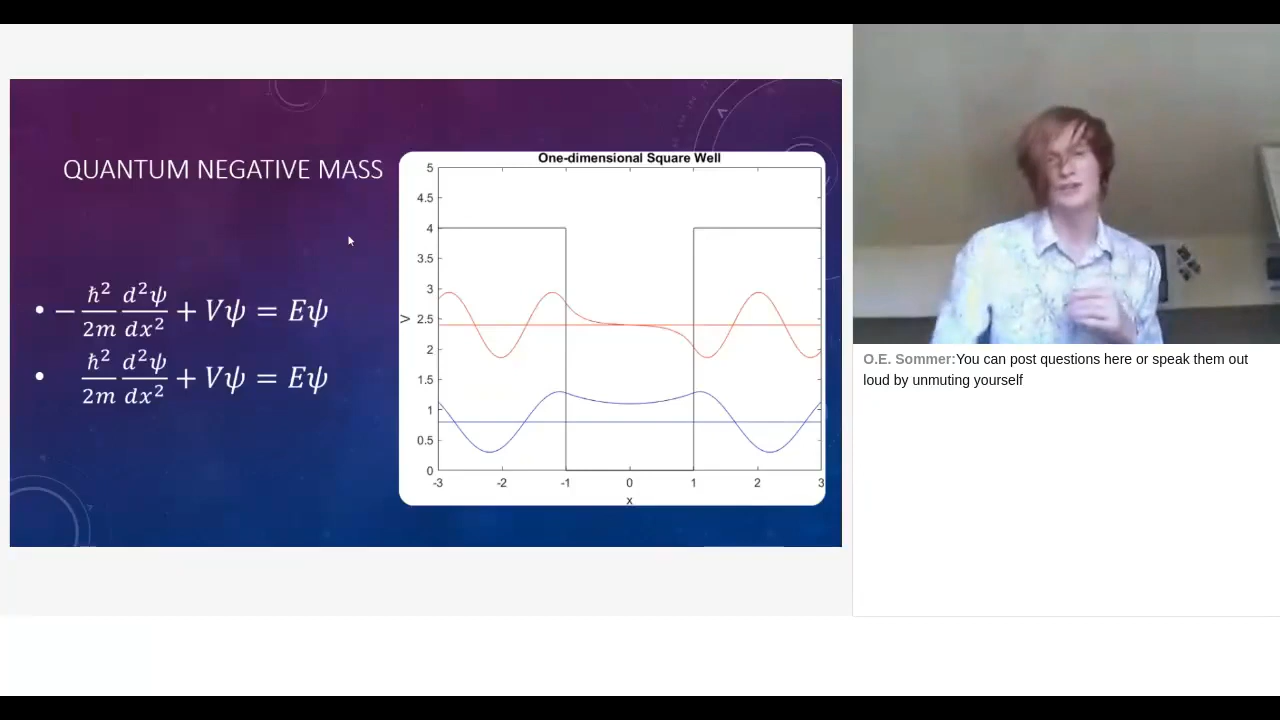 QUANTUM NEGATIVE MASS
• −ℏ²/2m d²ψ/dx² + Vψ = Eψ
• ℏ²/2m d²ψ/dx² + Vψ = Eψ
One-dimensional Square Well
5
4.5
4
3.5
3
2.5
2
1.5
1
0.5
0
V
-3 -2 -1 0 1 2 3
x
O.E. Sommer:You can post questions here or speak them out
loud by unmuting yourself